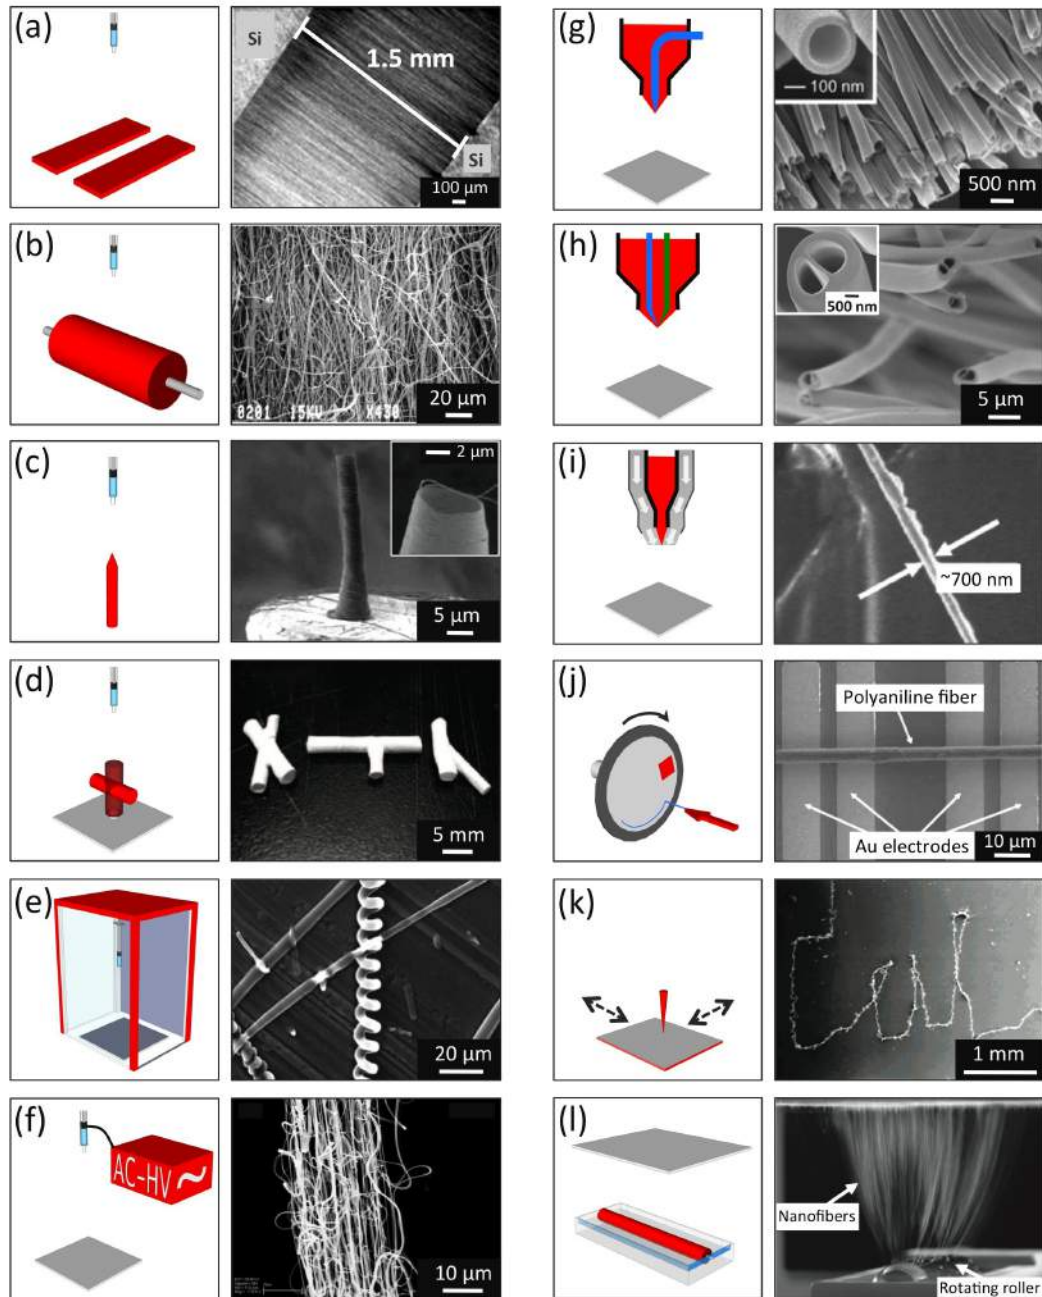 (a)
Si
1.5 mm
Si
100 µm
(b)
0201 15KV X430
20 µm
(c)
2 µm
5 µm
(d)
5 mm
(e)
20 µm
(f)
AC-HV
10 µm
(g)
100 nm
500 nm
(h)
500 nm
5 µm
(i)
~700 nm
(j)
Polyaniline fiber
Au electrodes
10 µm
(k)
1 mm
(l)
Nanofibers
Rotating roller